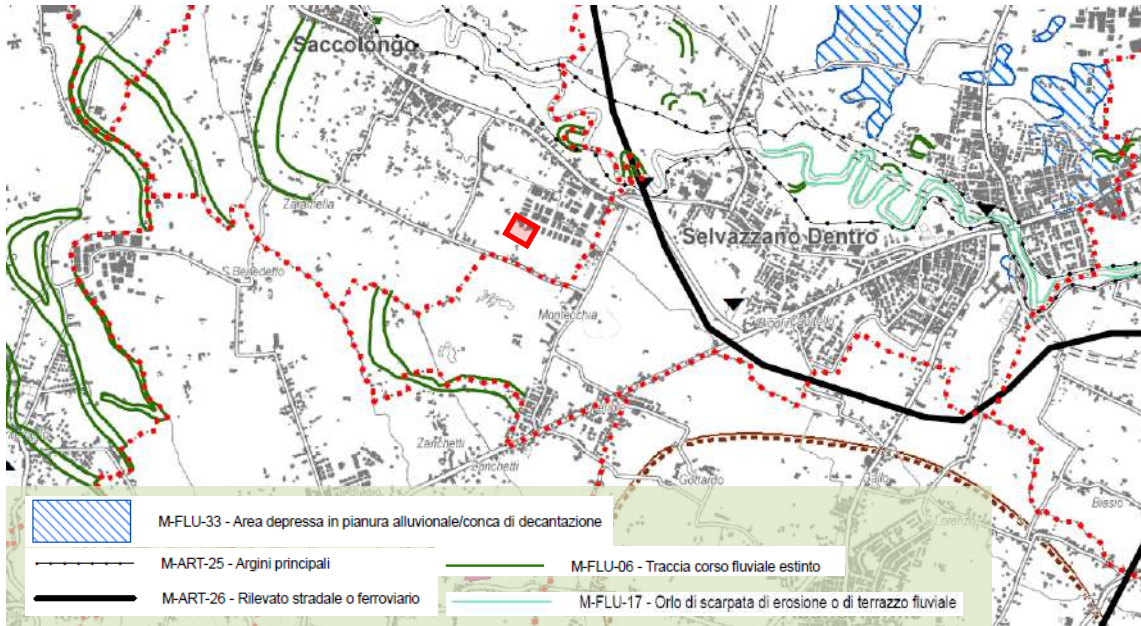 Saccolongo
Zaramella
Selvazzano Dentro
S.Benedetto
Montecchia
Zanchetti
Zanchetti
Gottardo
Gallo
Biasio
M-FLU-33 - Area depressa in pianura alluvionale/conca di decantazione
M-ART-25 - Argini principali
M-FLU-06 - Traccia corso fluviale estinto
M-ART-26 - Rilevato stradale o ferroviario
M-FLU-17 - Orlo di scarpata di erosione o di terrazzo fluviale